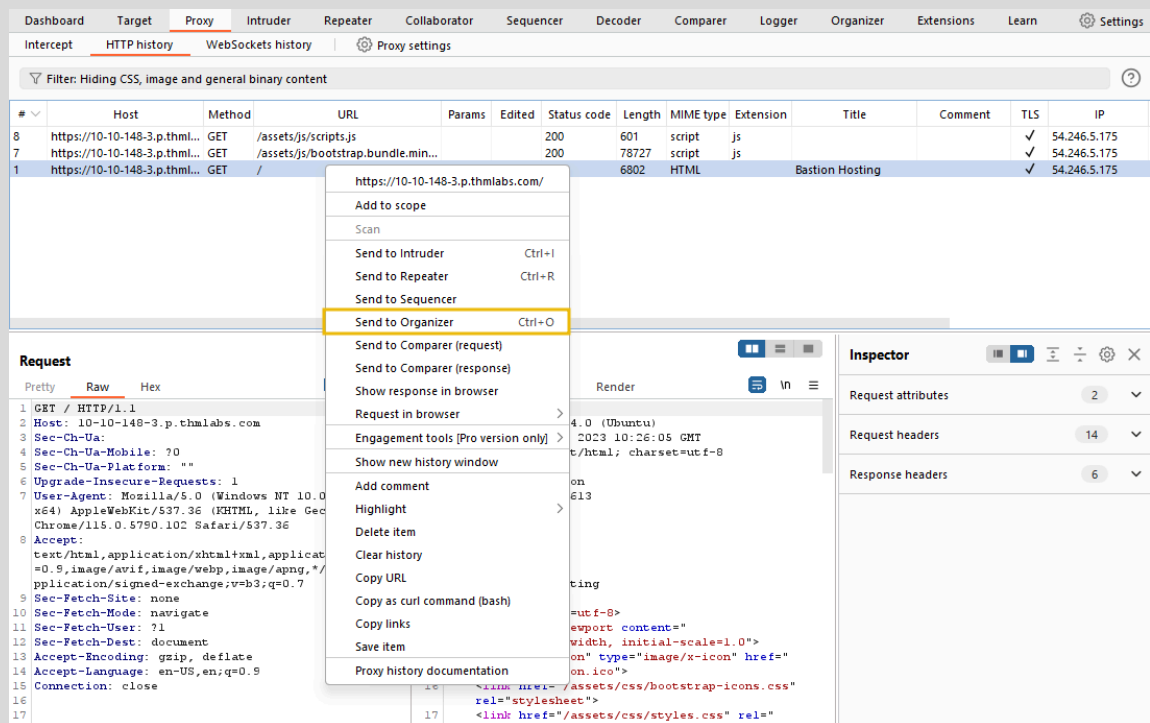 Dashboard Target Proxy Intruder Repeater Collaborator Sequencer Decoder Comparer Logger Organizer Extensions Learn Settings
Intercept HTTP history WebSockets history Proxy settings
Filter: Hiding CSS, image and general binary content
# Host Method URL Params Edited Status code Length MIME type Extension Title Comment TLS IP
8 https://10-10-148-3.p.thml... GET /assets/js/scripts.js 200 601 script js ✓ 54.246.5.175
7 https://10-10-148-3.p.thml... GET /assets/js/bootstrap.bundle.min... 200 78727 script js ✓ 54.246.5.175
1 https://10-10-148-3.p.thml... GET / 6802 HTML Bastion Hosting ✓ 54.246.5.175
https://10-10-148-3.p.thmlabs.com/
Add to scope
Scan
Send to Intruder Ctrl+I
Send to Repeater Ctrl+R
Send to Sequencer
Send to Organizer Ctrl+O
Send to Comparer (request)
Send to Comparer (response)
Show response in browser
Request in browser
Engagement tools [Pro version only]
Show new history window
Add comment
Highlight
Delete item
Clear history
Copy URL
Copy as curl command (bash)
Copy links
Save item
Proxy history documentation
Request
Pretty Raw Hex
1 GET / HTTP/1.1
2 Host: 10-10-148-3.p.thmlabs.com
3 Sec-Ch-Ua:
4 Sec-Ch-Ua-Mobile: ?0
5 Sec-Ch-Ua-Platform: ""
6 Upgrade-Insecure-Requests: 1
7 User-Agent: Mozilla/5.0 (Windows NT 10.0
x64) AppleWebKit/537.36 (KHTML, like Gec
Chrome/115.0.5790.102 Safari/537.36
8 Accept:
text/html,application/xhtml+xml,applicat
=0.9,image/avif,image/webp,image/apng,*/
pplication/signed-exchange;v=b3;q=0.7
9 Sec-Fetch-Site: none
10 Sec-Fetch-Mode: navigate
11 Sec-Fetch-User: ?1
12 Sec-Fetch-Dest: document
13 Accept-Encoding: gzip, deflate
14 Accept-Language: en-US,en;q=0.9
15 Connection: close
16
17
Render \n
4.0 (Ubuntu)
2023 10:26:05 GMT
t/html; charset=utf-8
on
613
ting
=utf-8>
ewport content="
width, initial-scale=1.0">
on" type="image/x-icon" href="
on.ico">
16 <link href="/assets/css/bootstrap-icons.css"
rel="stylesheet">
17 <link href="/assets/css/styles.css" rel="
Inspector
Request attributes 2
Request headers 14
Response headers 6